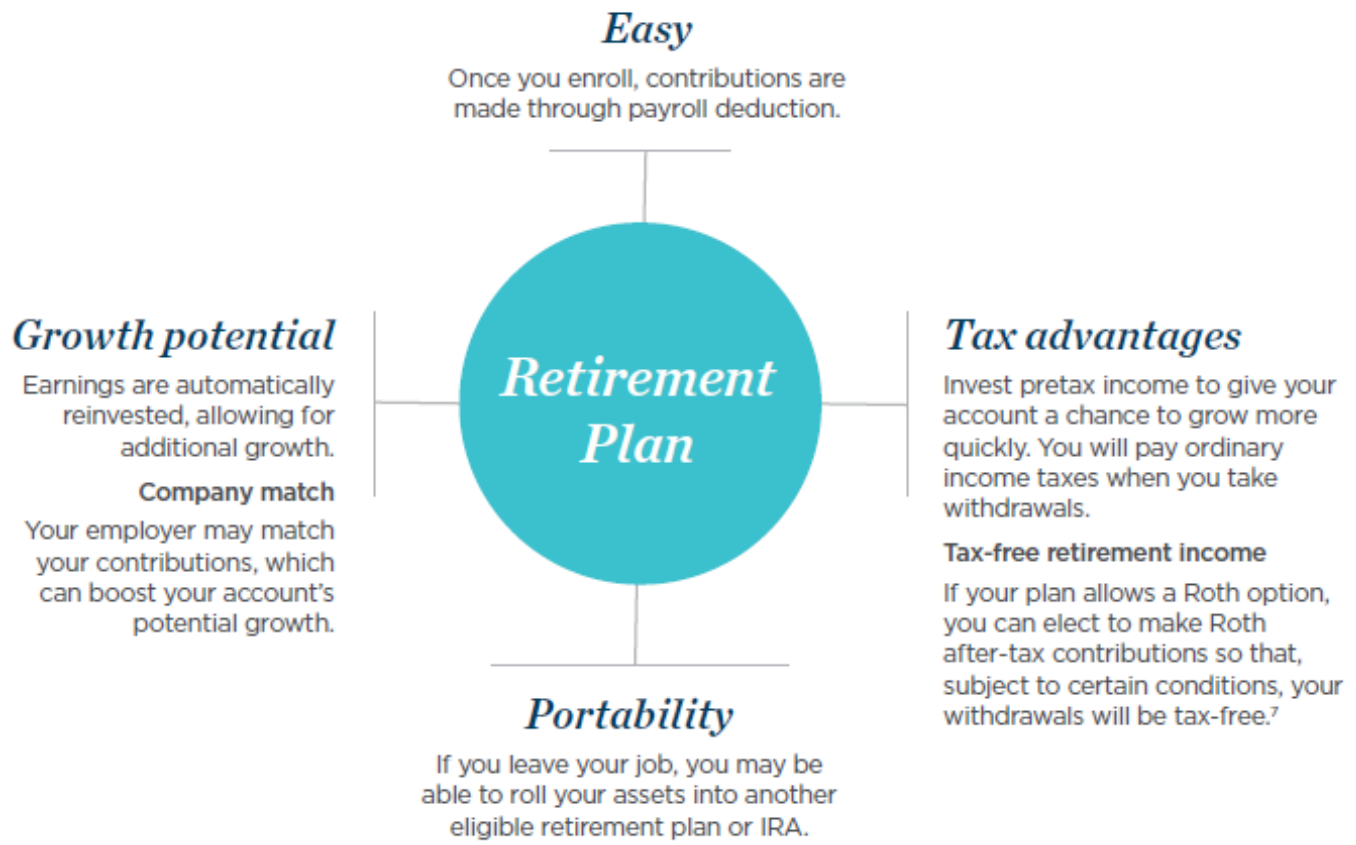 Easy
Once you enroll, contributions are
made through payroll deduction.
Growth potential
Earnings are automatically
reinvested, allowing for
additional growth.
Company match
Your employer may match
your contributions, which
can boost your account’s
potential growth.
Retirement
Plan
Tax advantages
Invest pretax income to give your
account a chance to grow more
quickly. You will pay ordinary
income taxes when you take
withdrawals.
Tax-free retirement income
If your plan allows a Roth option,
you can elect to make Roth
after-tax contributions so that,
subject to certain conditions, your
withdrawals will be tax-free.⁷
Portability
If you leave your job, you may be
able to roll your assets into another
eligible retirement plan or IRA.